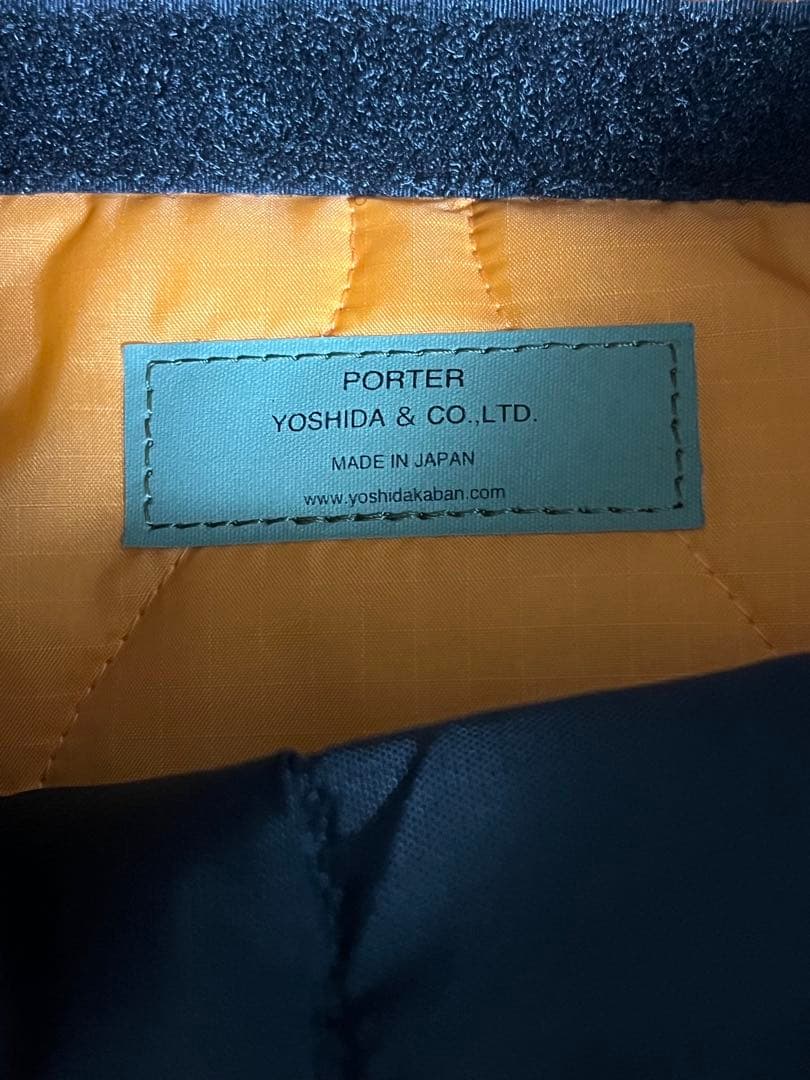 PORTER
YOSHIDA & CO.,LTD.
MADE IN JAPAN
www.yoshidakaban.com